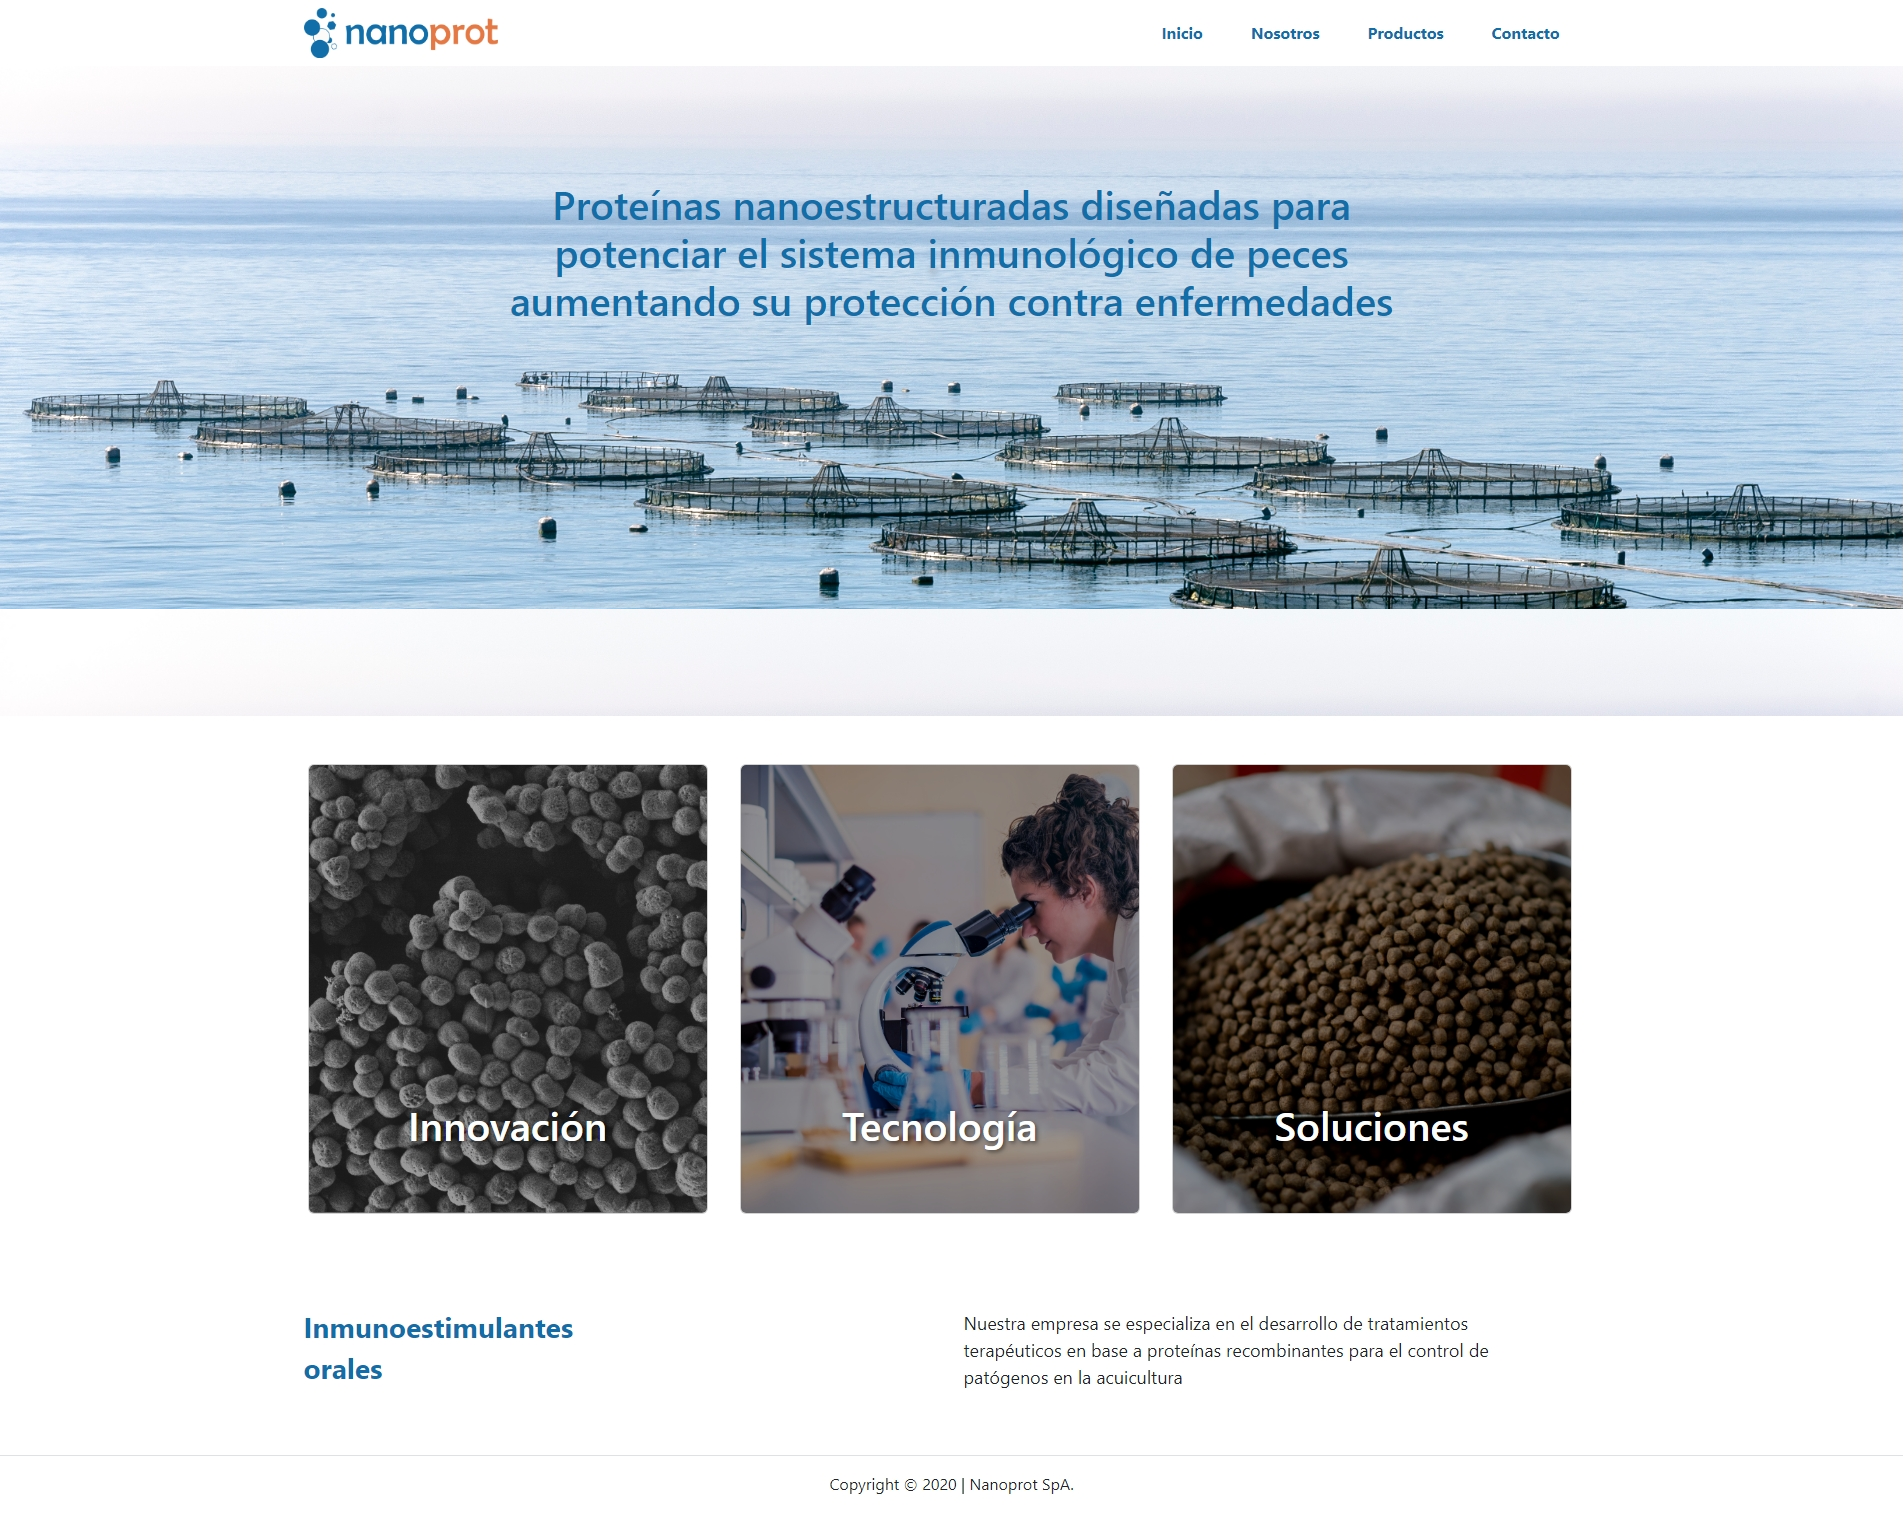 nanoprot
Inicio Nosotros Productos Contacto
Proteínas nanoestructuradas diseñadas para
potenciar el sistema inmunológico de peces
aumentando su protección contra enfermedades
Innovación
Tecnología
Soluciones
Inmunoestimulantes
orales
Nuestra empresa se especializa en el desarrollo de tratamientos
terapéuticos en base a proteínas recombinantes para el control de
patógenos en la acuicultura
Copyright © 2020 | Nanoprot SpA.